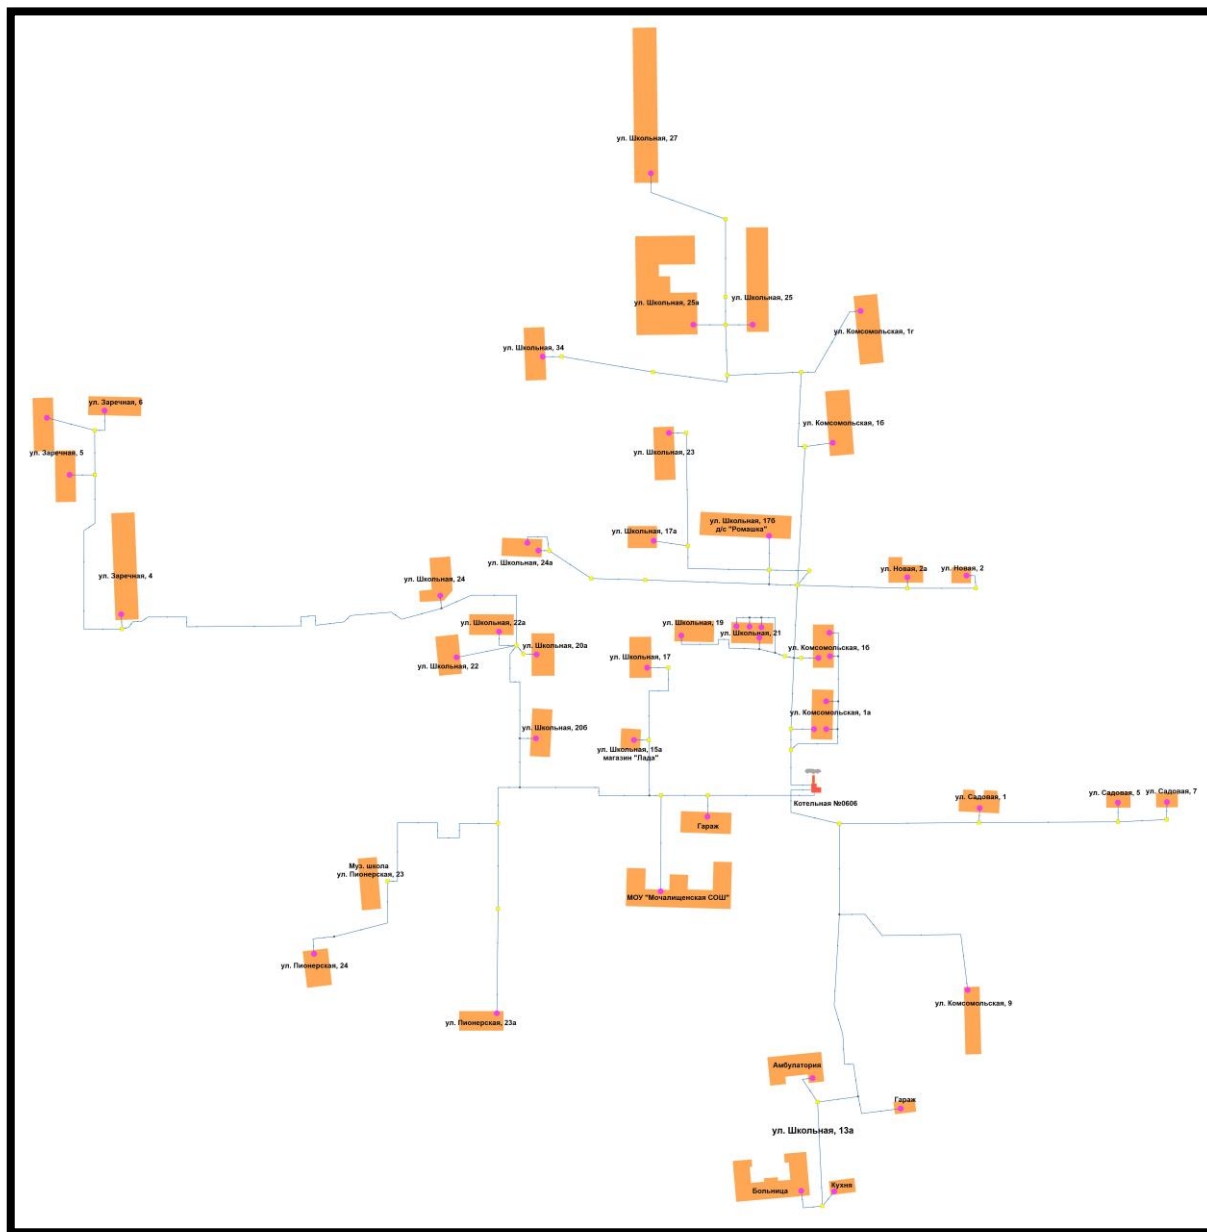 ул. Школьная, 27
ул. Школьная, 25а
ул. Школьная, 25
ул. Комсомольская, 1г
ул. Школьная, 34
ул. Заречная, 6
ул. Комсомольская, 1б
ул. Заречная, 5
ул. Школьная, 23
ул. Школьная, 17б
д/с "Ромашка"
ул. Школьная, 17а
ул. Школьная, 24а
ул. Новая, 2а
ул. Новая, 2
ул. Заречная, 4
ул. Школьная, 24
ул. Школьная, 22а
ул. Школьная, 19
ул. Школьная, 21
ул. Комсомольская, 1б
ул. Школьная, 20а
ул. Школьная, 22
ул. Школьная, 17
ул. Комсомольская, 1а
ул. Школьная, 20б
ул. Школьная, 15а
магазин "Лада"
Котельная №0606
ул. Садовая, 1
ул. Садовая, 5
ул. Садовая, 7
Гараж
Муз. школа
ул. Пионерская, 23
МОУ "Мочалищенская СОШ"
ул. Пионерская, 24
ул. Комсомольская, 9
ул. Пионерская, 23а
Амбулатория
Гараж
ул. Школьная, 13а
Больница
Кухня